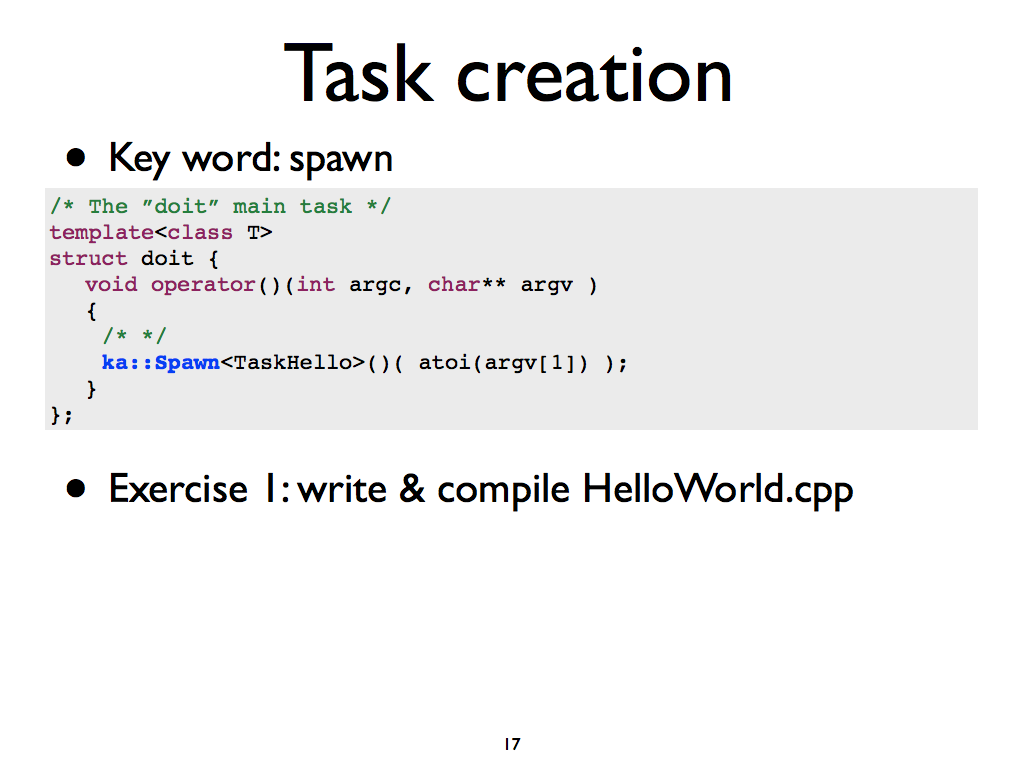 Task creation
• Key word: spawn
/* The ”doit” main task */
template<class T>
struct doit {
void operator()(int argc, char** argv )
{
/* */
ka::Spawn<TaskHello>()( atoi(argv[1]) );
}
};
• Exercise 1: write & compile HelloWorld.cpp
17